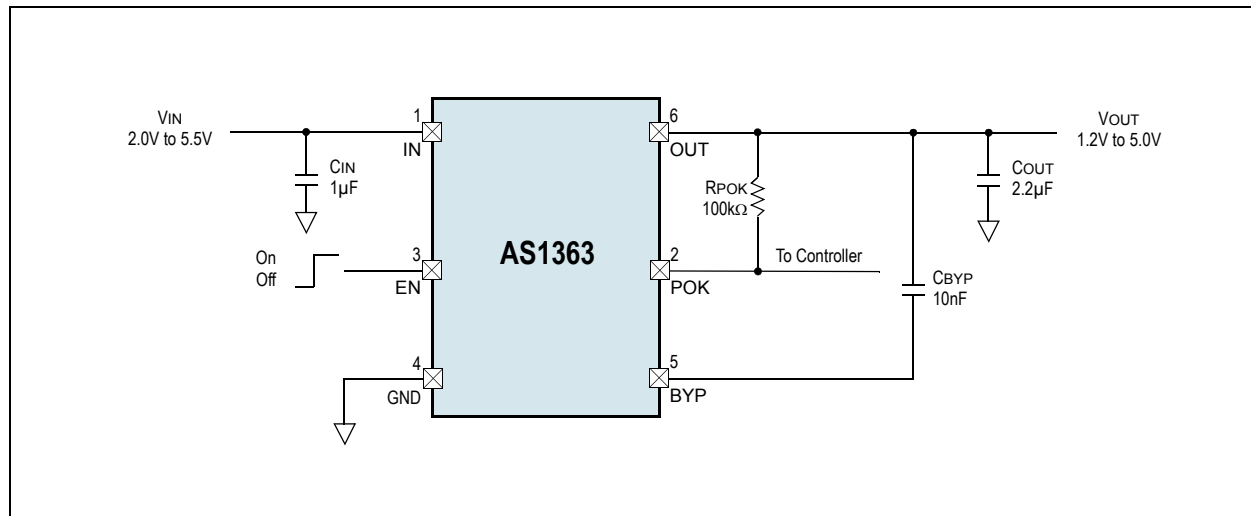 VIN
2.0V to 5.5V
CIN
1µF
On
Off
1
IN
3
EN
4
GND
AS1363
6
OUT
2
POK
5
BYP
RPOK
100kΩ
To Controller
CBYP
10nF
COUT
2.2µF
VOUT
1.2V to 5.0V